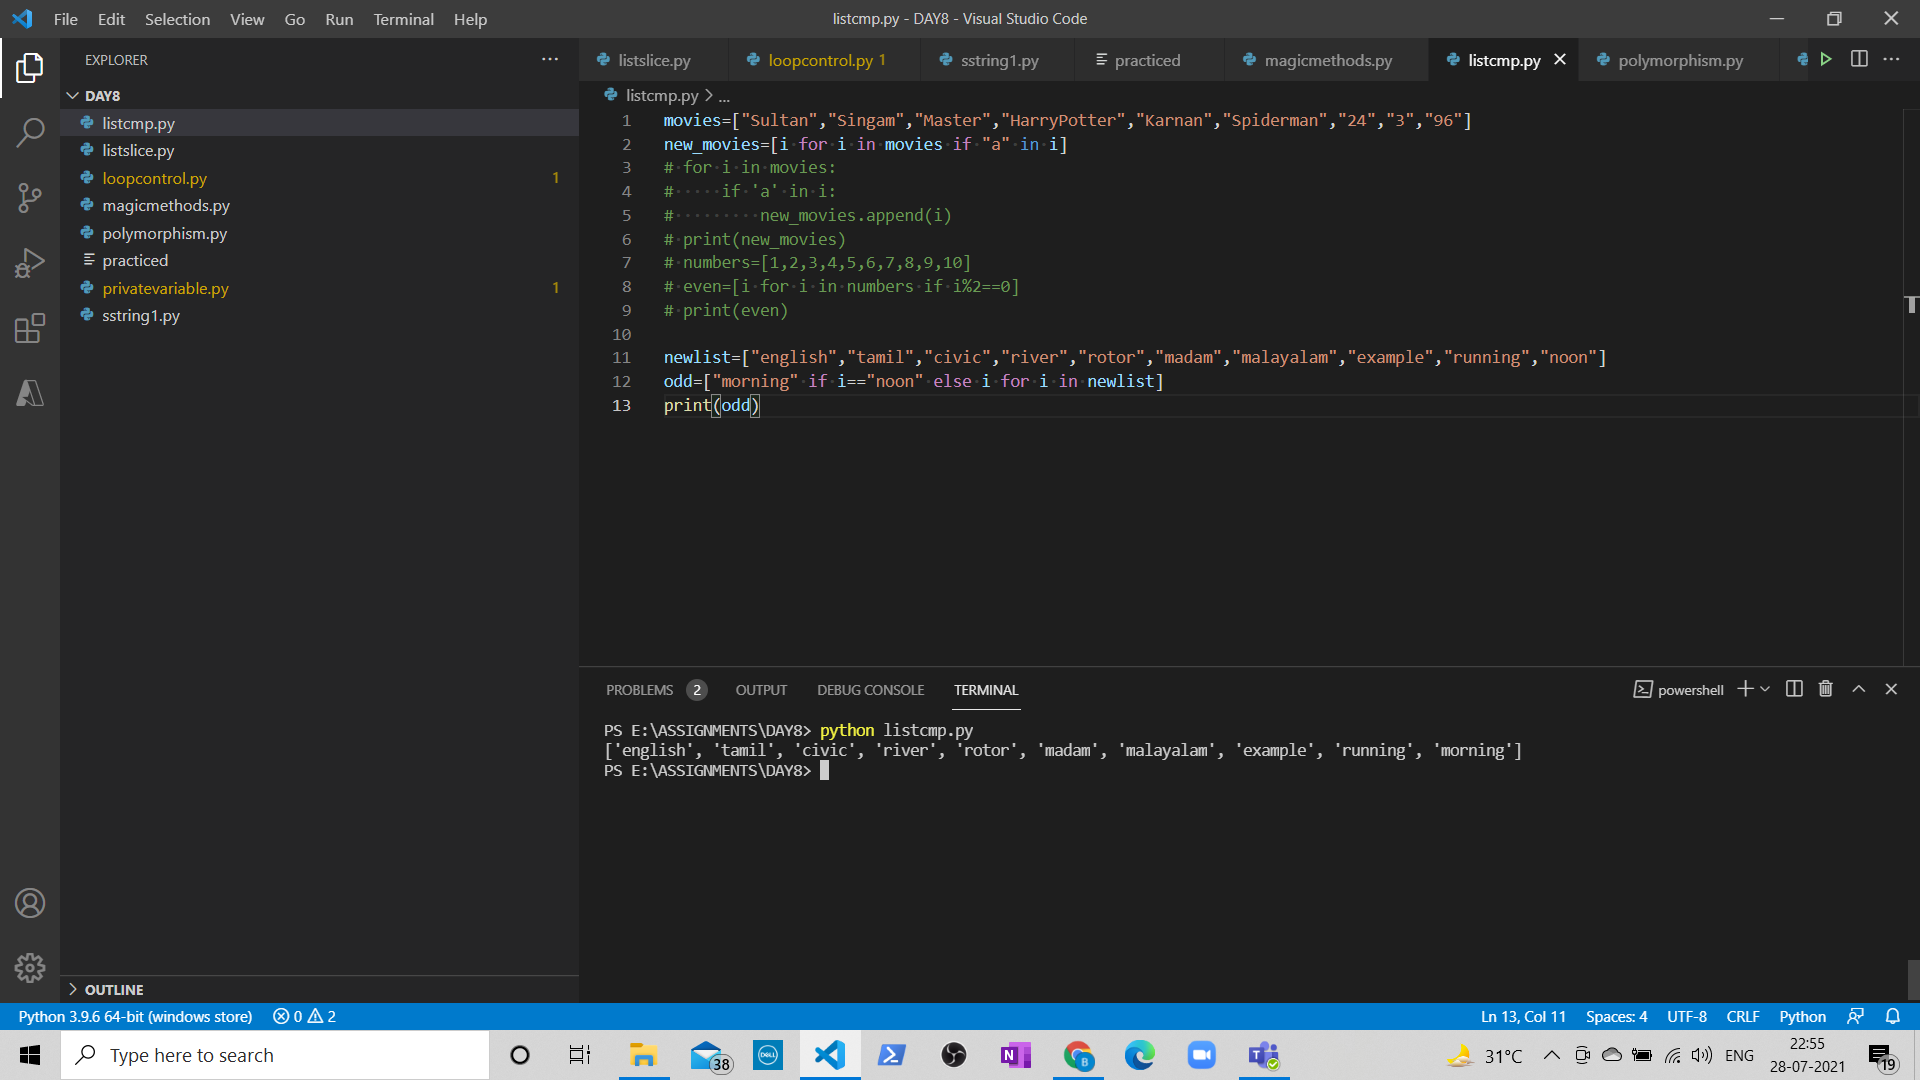 File Edit Selection View Go Run Terminal Help
listcmp.py - DAY8 - Visual Studio Code
EXPLORER
listslice.py loopcontrol.py 1 sstring1.py practiced magicmethods.py listcmp.py polymorphism.py
DAY8
listcmp.py
listslice.py
loopcontrol.py 1
magicmethods.py
polymorphism.py
practiced
privatevariable.py 1
sstring1.py
OUTLINE
listcmp.py > ...
1 movies=["Sultan","Singam","Master","HarryPotter","Karnan","Spiderman","24","3","96"]
2 new_movies=[i for i in movies if "a" in i]
3 # for i in movies:
4 #     if 'a' in i:
5 #         new_movies.append(i)
6 # print(new_movies)
7 # numbers=[1,2,3,4,5,6,7,8,9,10]
8 # even=[i for i in numbers if i%2==0]
9 # print(even)
10
11 newlist=["english","tamil","civic","river","rotor","madam","malayalam","example","running","noon"]
12 odd=["morning" if i=="noon" else i for i in newlist]
13 print(odd)
PROBLEMS 2 OUTPUT DEBUG CONSOLE TERMINAL
powershell
PS E:\ASSIGNMENTS\DAY8> python listcmp.py
['english', 'tamil', 'civic', 'river', 'rotor', 'madam', 'malayalam', 'example', 'running', 'morning']
PS E:\ASSIGNMENTS\DAY8>
Python 3.9.6 64-bit (windows store) 0 2
Ln 13, Col 11 Spaces: 4 UTF-8 CRLF Python
Type here to search
38
DELL
N
B
T
31°C
ENG
22:55
28-07-2021
19